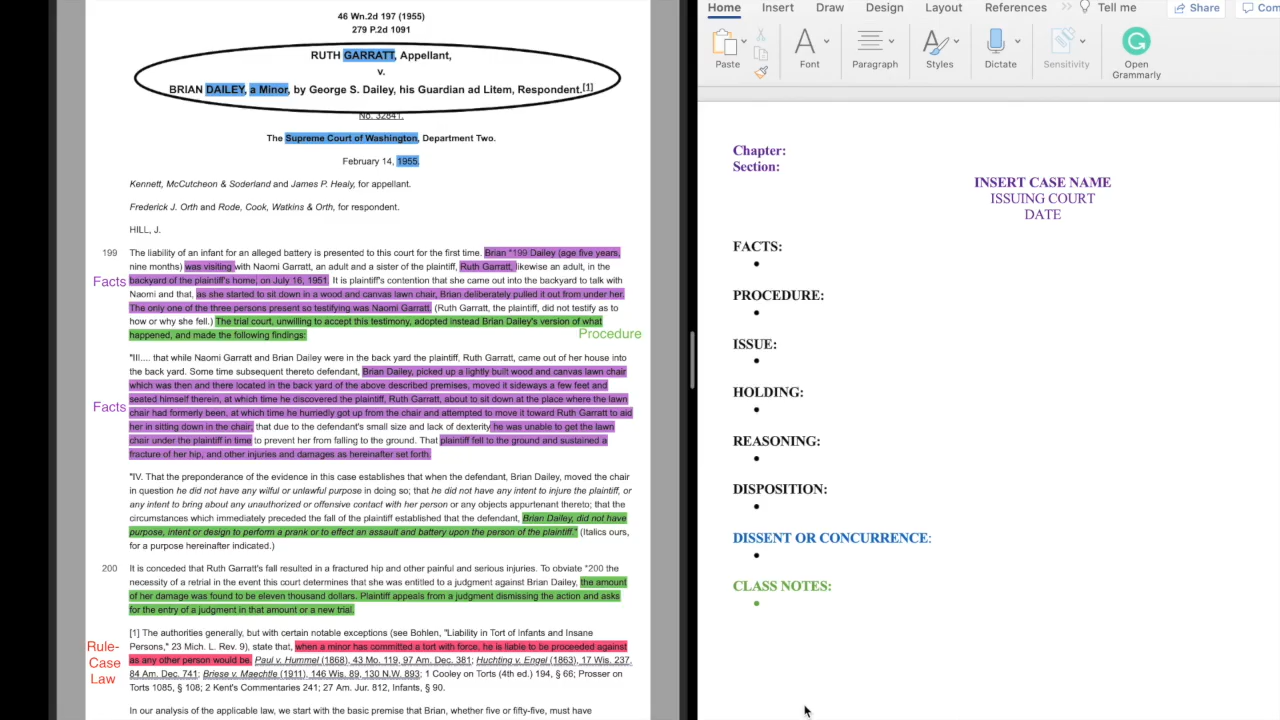 46 Wn.2d 197 (1955)
279 P.2d 1091
RUTH GARRATT, Appellant,
v.
BRIAN DAILEY, a Minor, by George S. Dailey, his Guardian ad Litem, Respondent.[1]
No. 32841.
The Supreme Court of Washington, Department Two.
February 14, 1955.
Kennett, McCutcheon & Soderland and James P. Healy, for appellant.
Frederick J. Orth and Rode, Cook, Watkins & Orth, for respondent.
HILL, J.
199 The liability of an infant for an alleged battery is presented to this court for the first time. Brian *199 Dailey (age five years,
nine months) was visiting with Naomi Garratt, an adult and a sister of the plaintiff, Ruth Garratt, likewise an adult, in the
Facts backyard of the plaintiff's home, on July 16, 1951. It is plaintiff's contention that she came out into the backyard to talk with
Naomi and that, as she started to sit down in a wood and canvas lawn chair, Brian deliberately pulled it out from under her.
The only one of the three persons present so testifying was Naomi Garratt. (Ruth Garratt, the plaintiff, did not testify as to
how or why she fell.) The trial court, unwilling to accept this testimony, adopted instead Brian Dailey's version of what
happened, and made the following findings:
Procedure
"III.... that while Naomi Garratt and Brian Dailey were in the back yard the plaintiff, Ruth Garratt, came out of her house into
the back yard. Some time subsequent thereto defendant, Brian Dailey, picked up a lightly built wood and canvas lawn chair
which was then and there located in the back yard of the above described premises, moved it sideways a few feet and
seated himself therein, at which time he discovered the plaintiff, Ruth Garratt, about to sit down at the place where the lawn
Facts chair had formerly been, at which time he hurriedly got up from the chair and attempted to move it toward Ruth Garratt to aid
her in sitting down in the chair; that due to the defendant's small size and lack of dexterity he was unable to get the lawn
chair under the plaintiff in time to prevent her from falling to the ground. That plaintiff fell to the ground and sustained a
fracture of her hip, and other injuries and damages as hereinafter set forth.
"IV. That the preponderance of the evidence in this case establishes that when the defendant, Brian Dailey, moved the chair
in question he did not have any wilful or unlawful purpose in doing so; that he did not have any intent to injure the plaintiff, or
any intent to bring about any unauthorized or offensive contact with her person or any objects appurtenant thereto; that the
circumstances which immediately preceded the fall of the plaintiff established that the defendant, Brian Dailey, did not have
purpose, intent or design to perform a prank or to effect an assault and battery upon the person of the plaintiff." (Italics ours,
for a purpose hereinafter indicated.)
200 It is conceded that Ruth Garratt's fall resulted in a fractured hip and other painful and serious injuries. To obviate *200 the
necessity of a retrial in the event this court determines that she was entitled to a judgment against Brian Dailey, the amount
of her damage was found to be eleven thousand dollars. Plaintiff appeals from a judgment dismissing the action and asks
for the entry of a judgment in that amount or a new trial.
[1] The authorities generally, but with certain notable exceptions (see Bohlen, "Liability in Tort of Infants and Insane
Persons," 23 Mich. L. Rev. 9), state that, when a minor has committed a tort with force, he is liable to be proceeded against
as any other person would be. Paul v. Hummel (1868), 43 Mo. 119, 97 Am. Dec. 381; Huchting v. Engel (1863), 17 Wis. 237,
84 Am. Dec. 741; Briese v. Maechtle (1911), 146 Wis. 89, 130 N.W. 893; 1 Cooley on Torts (4th ed.) 194, § 66; Prosser on
Torts 1085, § 108; 2 Kent's Commentaries 241; 27 Am. Jur. 812, Infants, § 90.
Rule-
Case
Law
In our analysis of the applicable law, we start with the basic premise that Brian, whether five or fifty-five, must have
Home Insert Draw Design Layout References Tell me Share Com
Paste Font Paragraph Styles Dictate Sensitivity Open
Grammarly
Chapter:
Section:
INSERT CASE NAME
ISSUING COURT
DATE
FACTS:
PROCEDURE:
ISSUE:
HOLDING:
REASONING:
DISPOSITION:
DISSENT OR CONCURRENCE:
CLASS NOTES: